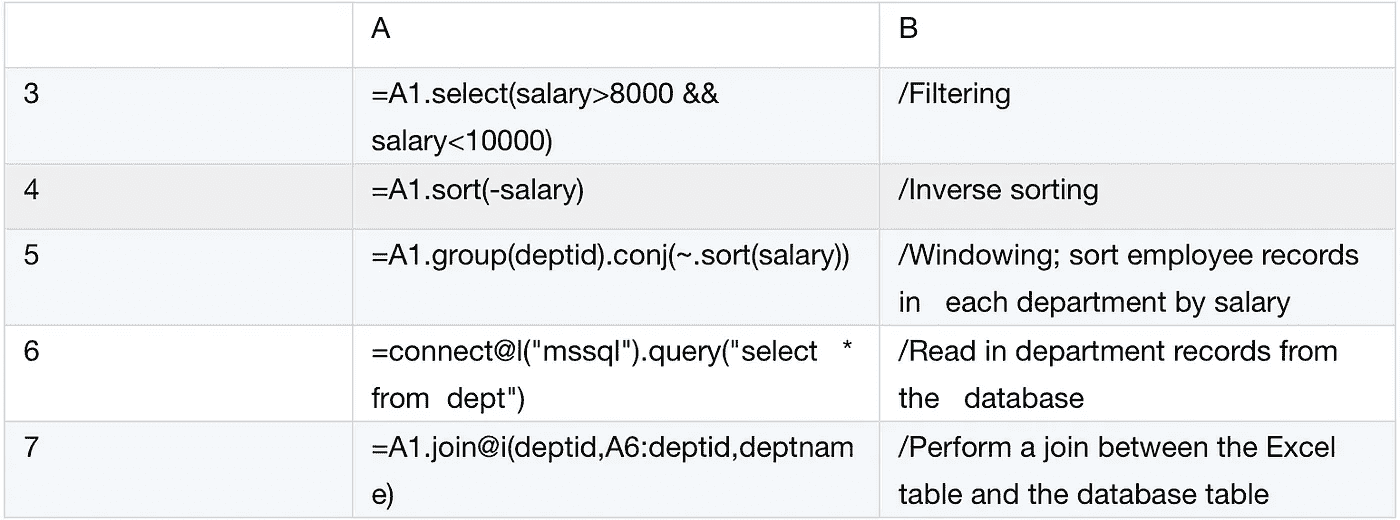 A B
3 =A1.select(salary>8000 && /Filtering
salary<10000)
4 =A1.sort(-salary) /Inverse sorting
5 =A1.group(deptid).conj(~.sort(salary)) /Windowing; sort employee records
in   each department by salary
6 =connect@l("mssql").query("select   * /Read in department records from
from  dept") the   database
7 =A1.join@i(deptid,A6:deptid,deptnam /Perform a join between the Excel
e) table and the database table